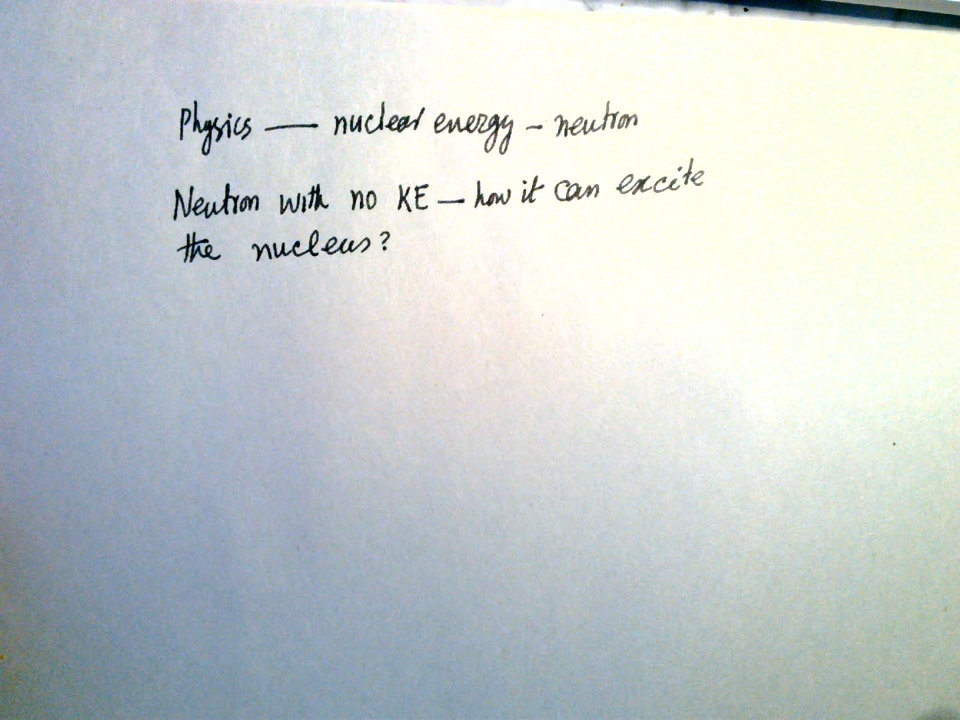 Physics — nuclear energy - neutron
Neutron with no KE — how it can excite
the nucleus?